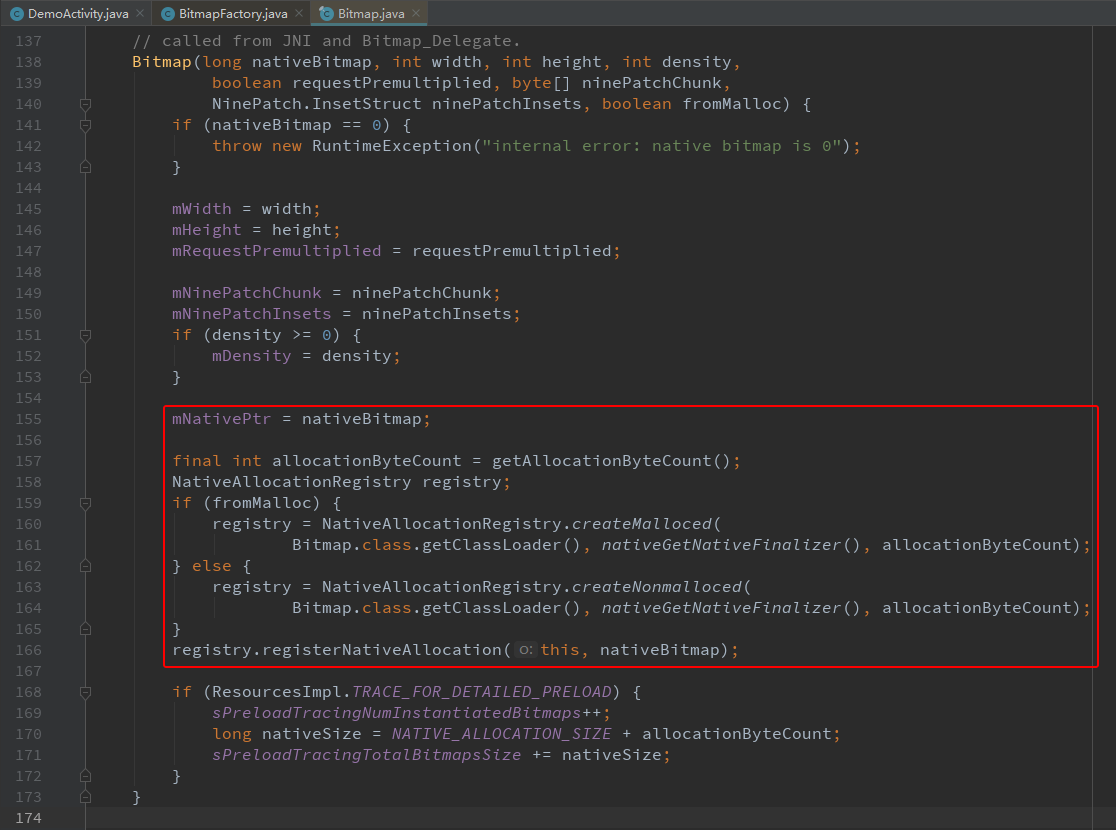 DemoActivity.java × BitmapFactory.java × Bitmap.java ×
137 // called from JNI and Bitmap_Delegate.
138 Bitmap(long nativeBitmap, int width, int height, int density,
139 boolean requestPremultiplied, byte[] ninePatchChunk,
140 NinePatch.InsetStruct ninePatchInsets, boolean fromMalloc) {
141 if (nativeBitmap == 0) {
142 throw new RuntimeException("internal error: native bitmap is 0");
143 }
144
145 mWidth = width;
146 mHeight = height;
147 mRequestPremultiplied = requestPremultiplied;
148
149 mNinePatchChunk = ninePatchChunk;
150 mNinePatchInsets = ninePatchInsets;
151 if (density >= 0) {
152 mDensity = density;
153 }
154
155 mNativePtr = nativeBitmap;
156
157 final int allocationByteCount = getAllocationByteCount();
158 NativeAllocationRegistry registry;
159 if (fromMalloc) {
160 registry = NativeAllocationRegistry.createMalloced(
161 Bitmap.class.getClassLoader(), nativeGetNativeFinalizer(), allocationByteCount);
162 } else {
163 registry = NativeAllocationRegistry.createNonmalloced(
164 Bitmap.class.getClassLoader(), nativeGetNativeFinalizer(), allocationByteCount);
165 }
166 registry.registerNativeAllocation( o: this, nativeBitmap);
167
168 if (ResourcesImpl.TRACE_FOR_DETAILED_PRELOAD) {
169 sPreloadTracingNumInstantiatedBitmaps++;
170 long nativeSize = NATIVE_ALLOCATION_SIZE + allocationByteCount;
171 sPreloadTracingTotalBitmapsSize += nativeSize;
172 }
173 }
174